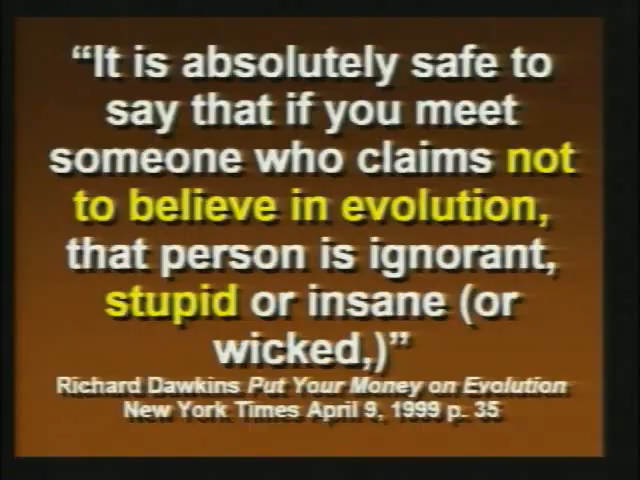 “It is absolutely safe to
say that if you meet
someone who claims not
to believe in evolution,
that person is ignorant,
stupid or insane (or
wicked,)”
Richard Dawkins Put Your Money on Evolution
New York Times April 9, 1999 p. 35